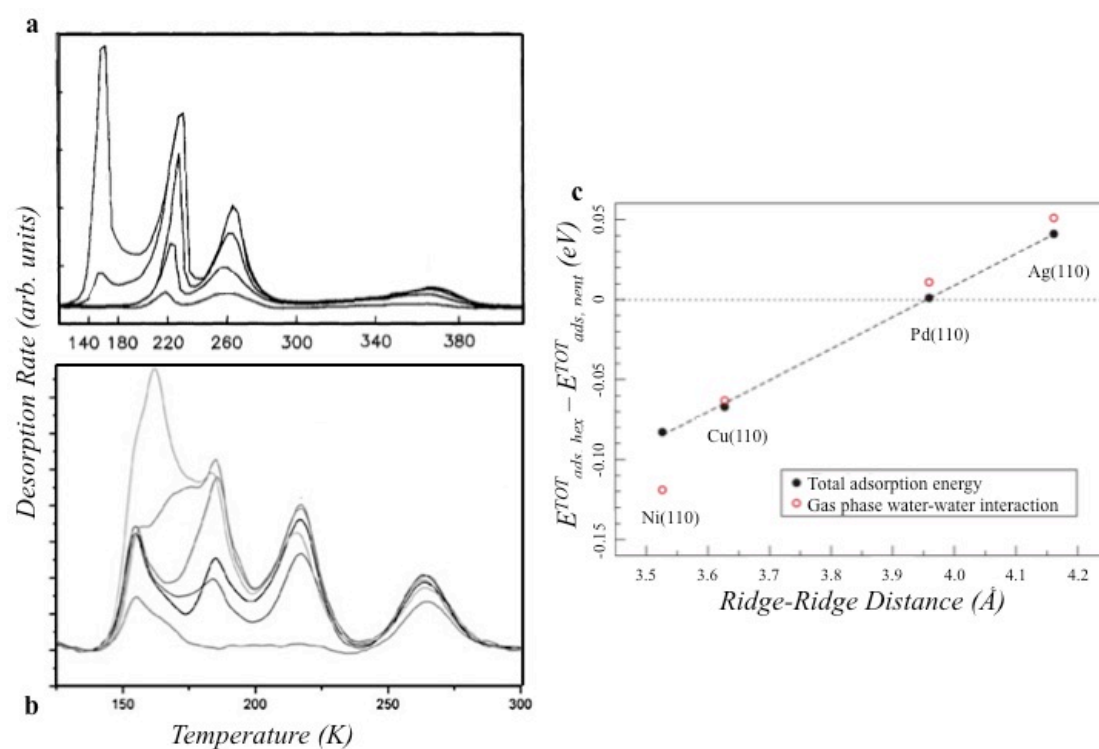 a
Desorption Rate (arb. units)
140 180 220 260 300 340 380
150 200 250 300
b
Temperature (K)
c
E^TOT_ads, hex – E^TOT_ads, pent (eV)
0.05
0
-0.05
-0.10
-0.15
Ag(110)
Pd(110)
Cu(110)
Ni(110)
Total adsorption energy
Gas phase water-water interaction
3.5 3.6 3.7 3.8 3.9 4.0 4.1 4.2
Ridge-Ridge Distance (Å)